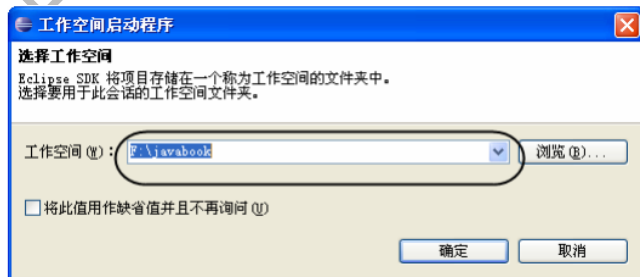 工作空间启动程序
选择工作空间
Eclipse SDK 将项目存储在一个称为工作空间的文件夹中。
选择要用于此会话的工作空间文件夹。
工作空间(W)： F:\javabook 浏览(B)...
将此值用作缺省值并且不再询问(U)
确定 取消